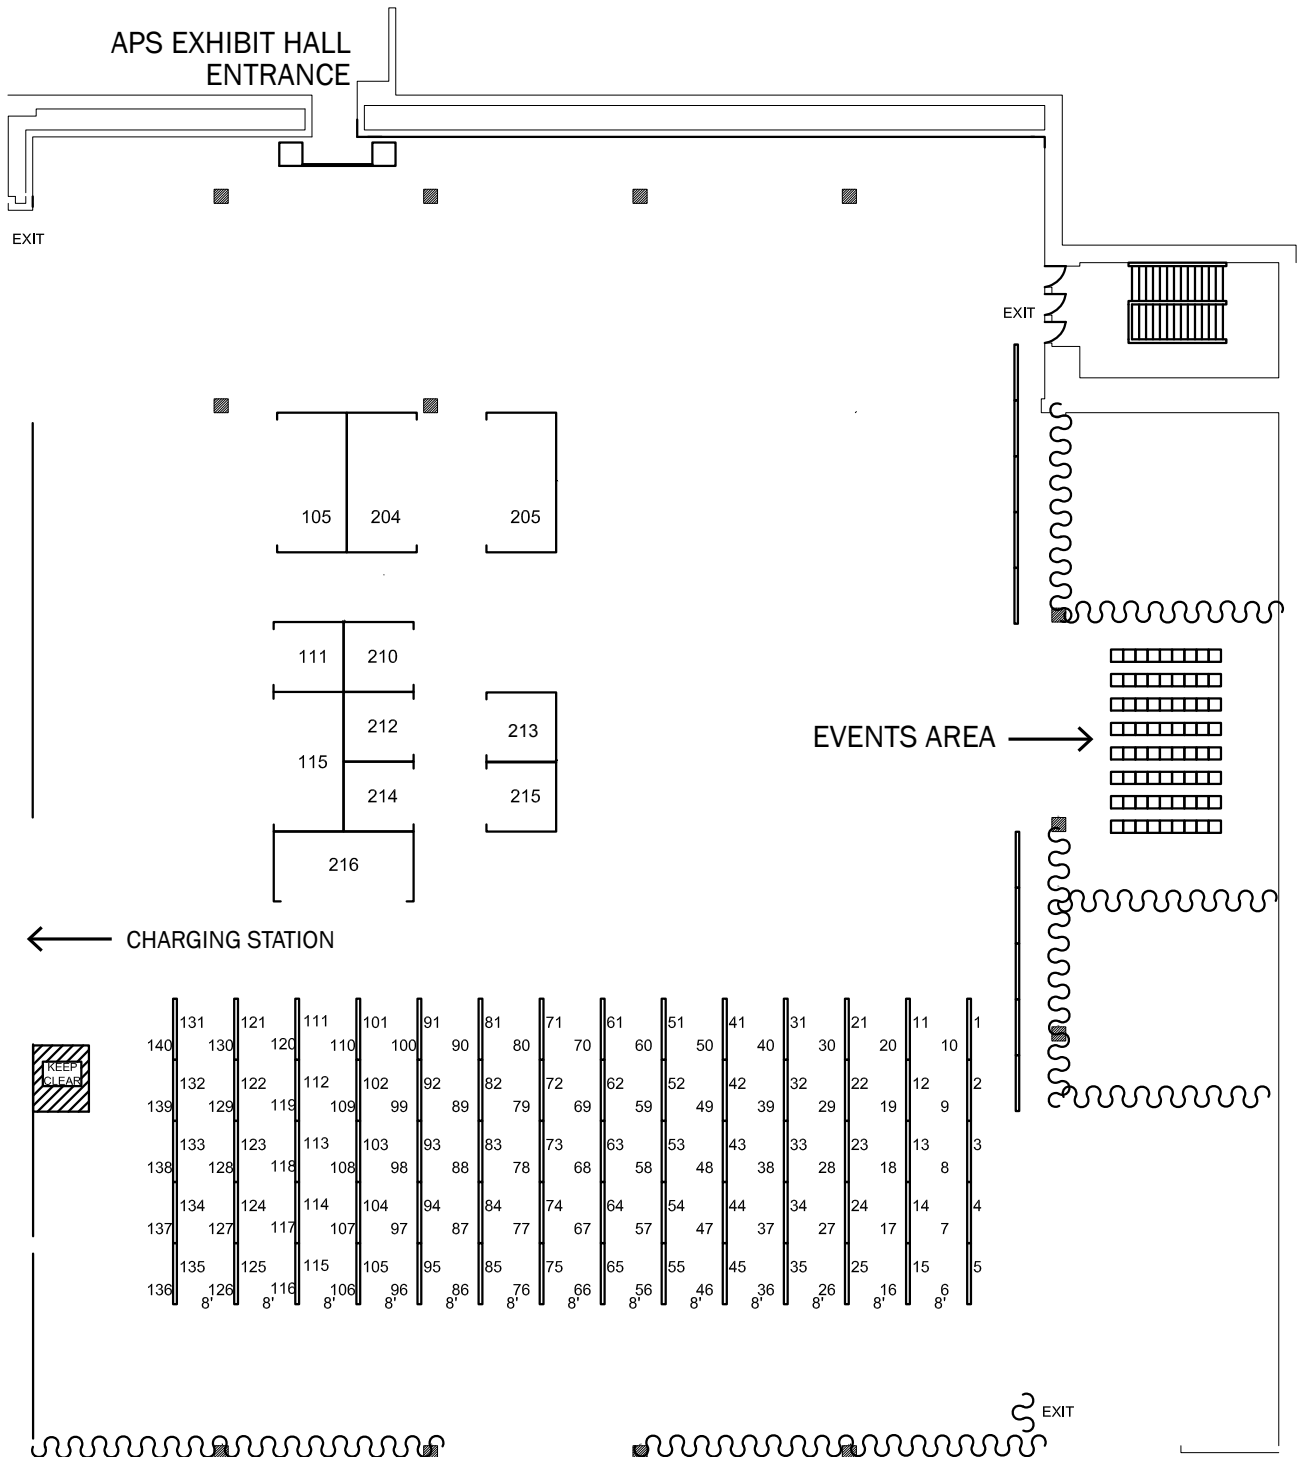 APS EXHIBIT HALL
ENTRANCE
EXIT
EXIT
105 204 205
111 210
212 213
115
214 215
216
EVENTS AREA
CHARGING STATION
131 121 111 101 91 81 71 61 51 41 31 21 11 1
140 130 120 110 100 90 80 70 60 50 40 30 20 10
KEEP
CLEAR
132 122 112 102 92 82 72 62 52 42 32 22 12 2
139 129 119 109 99 89 79 69 59 49 39 29 19 9
133 123 113 103 93 83 73 63 53 43 33 23 13 3
138 128 118 108 98 88 78 68 58 48 38 28 18 8
134 124 114 104 94 84 74 64 54 44 34 24 14 4
137 127 117 107 97 87 77 67 57 47 37 27 17 7
135 125 115 105 95 85 75 65 55 45 35 25 15 5
136 126 116 106 96 86 76 66 56 46 36 26 16 6
8' 8' 8' 8' 8' 8' 8' 8' 8' 8' 8' 8' 8'
EXIT